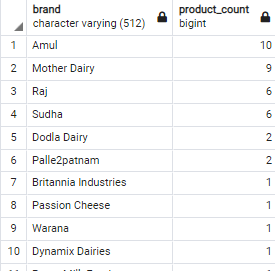 brand product_count
character varying (512) bigint
1 Amul 10
2 Mother Dairy 9
3 Raj 6
4 Sudha 6
5 Dodla Dairy 2
6 Palle2patnam 2
7 Britannia Industries 1
8 Passion Cheese 1
9 Warana 1
10 Dynamix Dairies 1